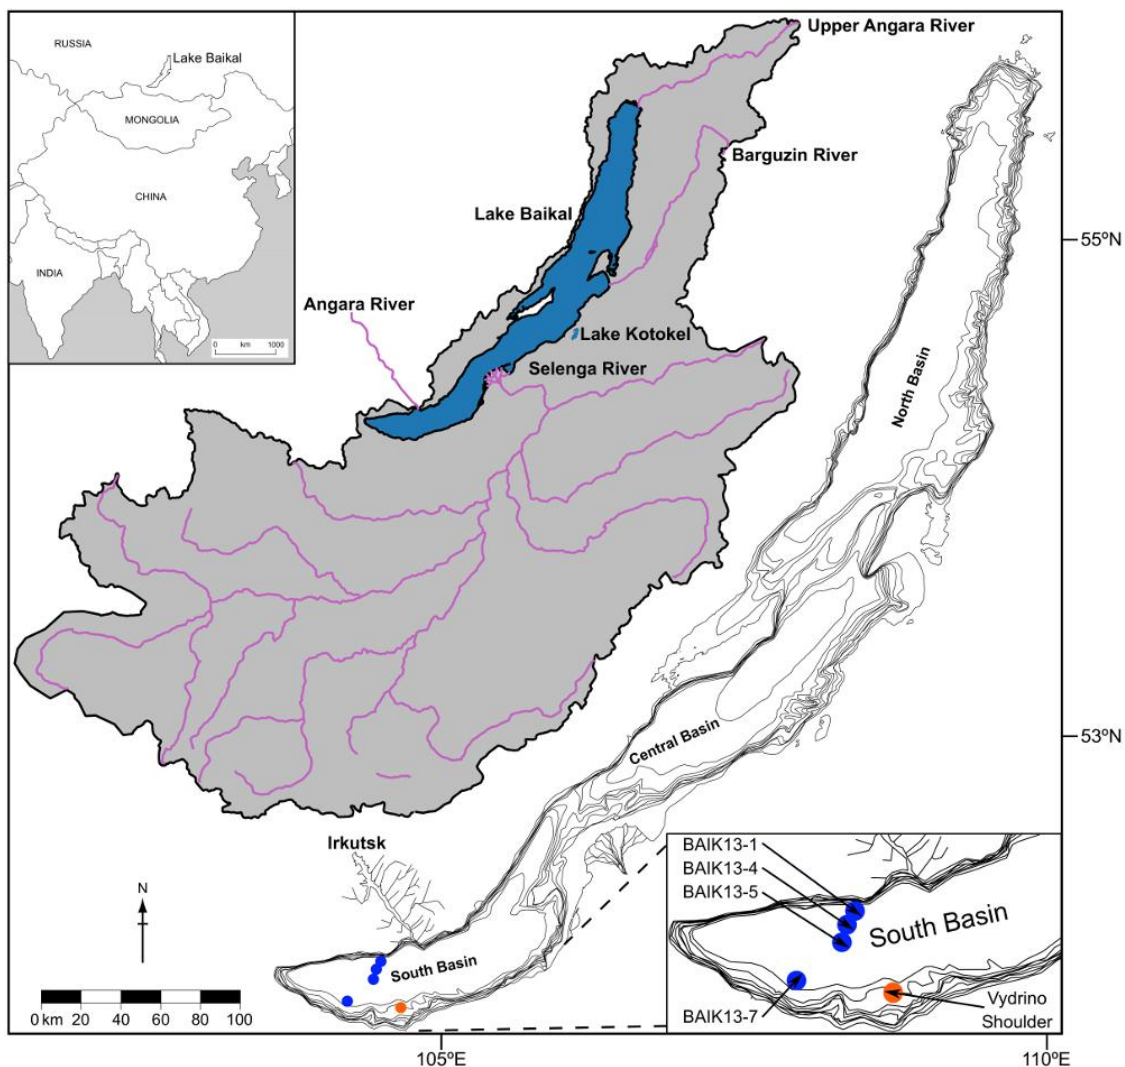 RUSSIA
Lake Baikal
MONGOLIA
CHINA
INDIA
0 km 1000
Upper Angara River
Barguzin River
Lake Baikal
55ºN
Angara River
Lake Kotokel
Selenga River
North Basin
Central Basin
53ºN
Irkutsk
N
South Basin
0 km 20 40 60 80 100
BAIK13-1
BAIK13-4
BAIK13-5
South Basin
BAIK13-7
Vydrino
Shoulder
105ºE
110ºE